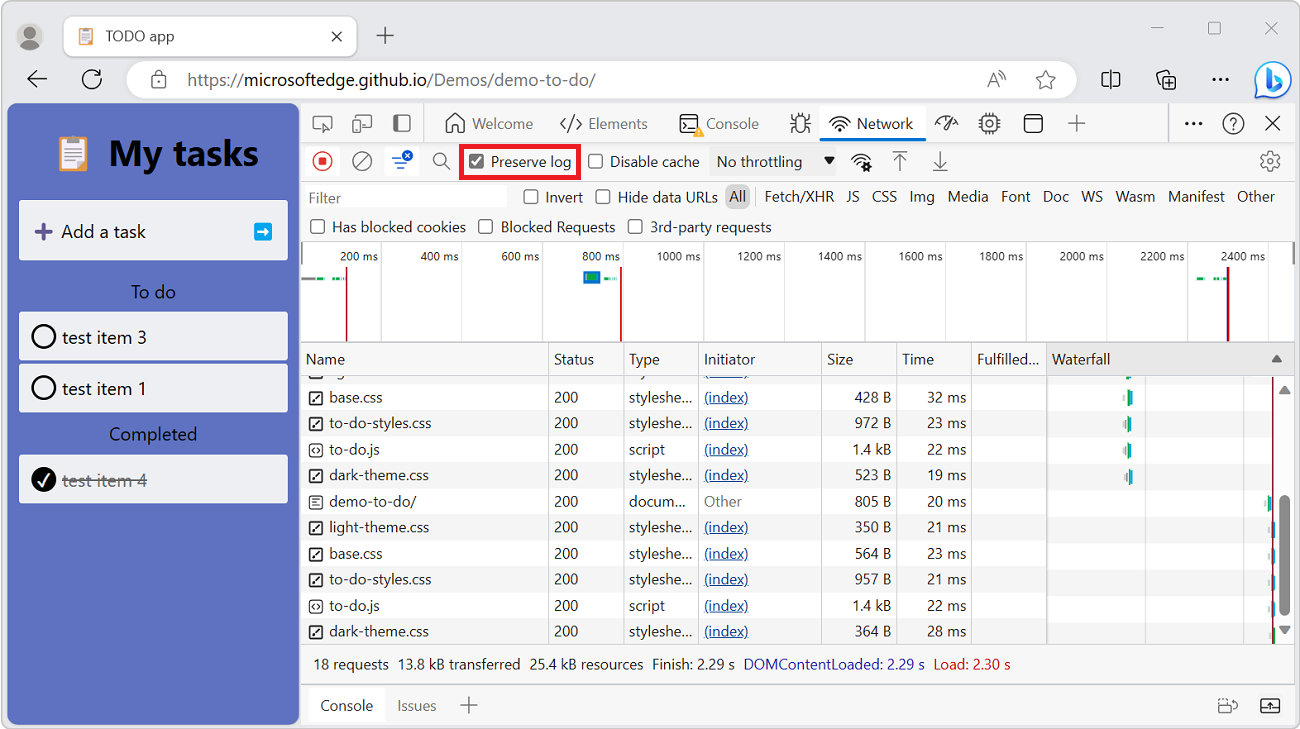 TODO app
https://microsoftedge.github.io/Demos/demo-to-do/
My tasks
Add a task
To do
test item 3
test item 1
Completed
test item 4
Welcome Elements Console Network
Preserve log Disable cache No throttling
Filter Invert Hide data URLs All Fetch/XHR JS CSS Img Media Font Doc WS Wasm Manifest Other
Has blocked cookies Blocked Requests 3rd-party requests
200 ms 400 ms 600 ms 800 ms 1000 ms 1200 ms 1400 ms 1600 ms 1800 ms 2000 ms 2200 ms 2400 ms
Name Status Type Initiator Size Time Fulfilled... Waterfall
base.css 200 styleshe... (index) 428 B 32 ms
to-do-styles.css 200 styleshe... (index) 972 B 23 ms
to-do.js 200 script (index) 1.4 kB 22 ms
dark-theme.css 200 styleshe... (index) 523 B 19 ms
demo-to-do/ 200 docum... Other 805 B 20 ms
light-theme.css 200 styleshe... (index) 350 B 21 ms
base.css 200 styleshe... (index) 564 B 23 ms
to-do-styles.css 200 styleshe... (index) 957 B 21 ms
to-do.js 200 script (index) 1.4 kB 22 ms
dark-theme.css 200 styleshe... (index) 364 B 28 ms
18 requests 13.8 kB transferred 25.4 kB resources Finish: 2.29 s DOMContentLoaded: 2.29 s Load: 2.30 s
Console Issues